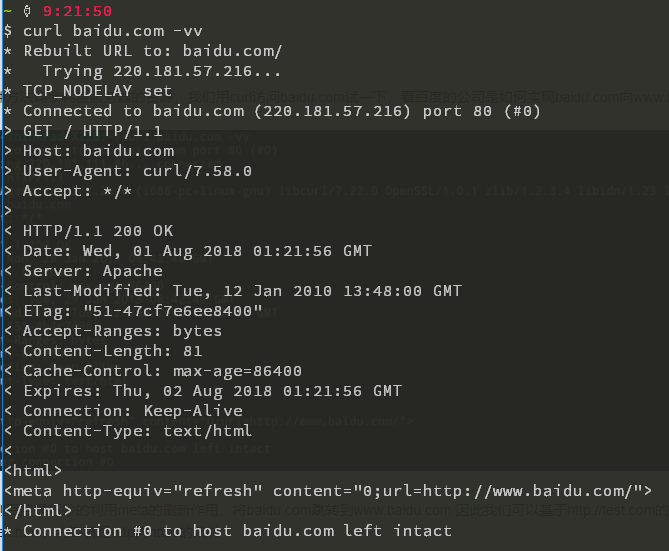 ~ 9:21:50
$ curl baidu.com -vv
* Rebuilt URL to: baidu.com/
*   Trying 220.181.57.216...
* TCP_NODELAY set
* Connected to baidu.com (220.181.57.216) port 80 (#0)
> GET / HTTP/1.1
> Host: baidu.com
> User-Agent: curl/7.58.0
> Accept: */*
>
< HTTP/1.1 200 OK
< Date: Wed, 01 Aug 2018 01:21:56 GMT
< Server: Apache
< Last-Modified: Tue, 12 Jan 2010 13:48:00 GMT
< ETag: "51-47cf7e6ee8400"
< Accept-Ranges: bytes
< Content-Length: 81
< Cache-Control: max-age=86400
< Expires: Thu, 02 Aug 2018 01:21:56 GMT
< Connection: Keep-Alive
< Content-Type: text/html
<
<html>
<meta http-equiv="refresh" content="0;url=http://www.baidu.com/">
</html>
* Connection #0 to host baidu.com left intact